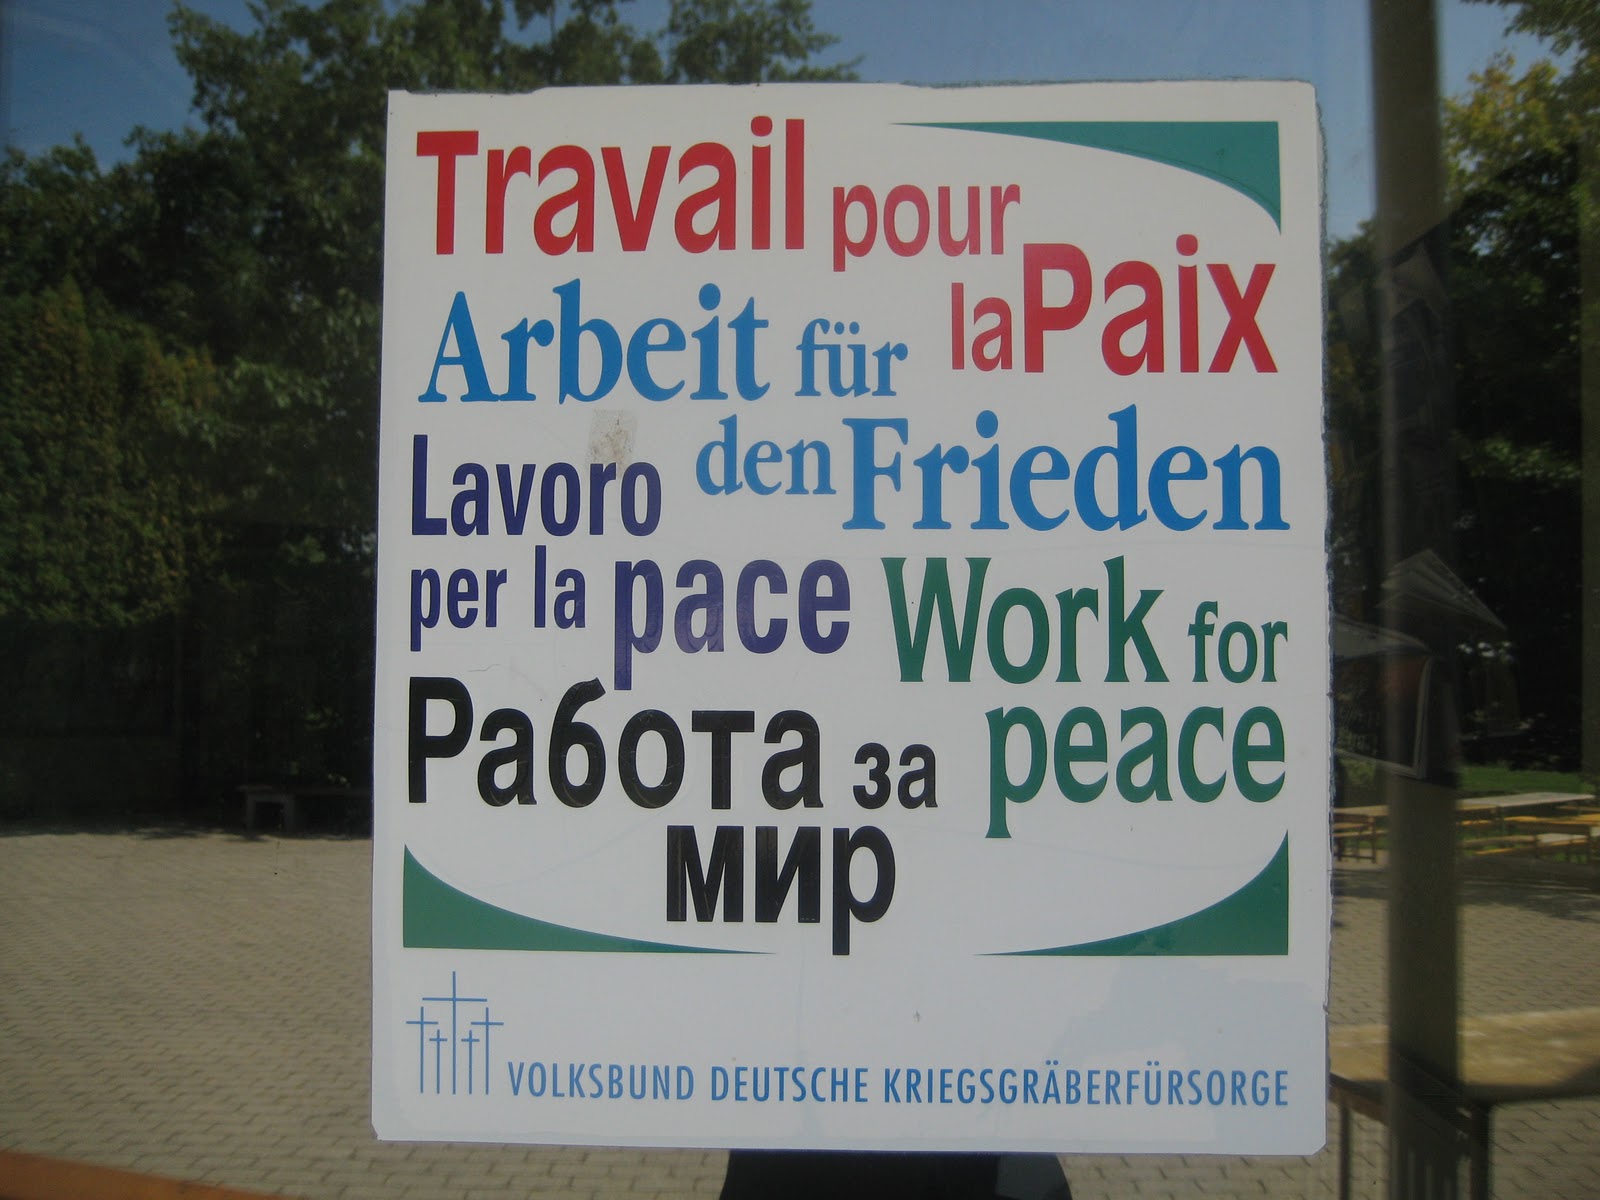 Travail pour
la Paix
Arbeit für
den Frieden
Lavoro
per la pace
Work for
peace
Работа за
мир
VOLKSBUND DEUTSCHE KRIEGSGRÄBERFÜRSORGE